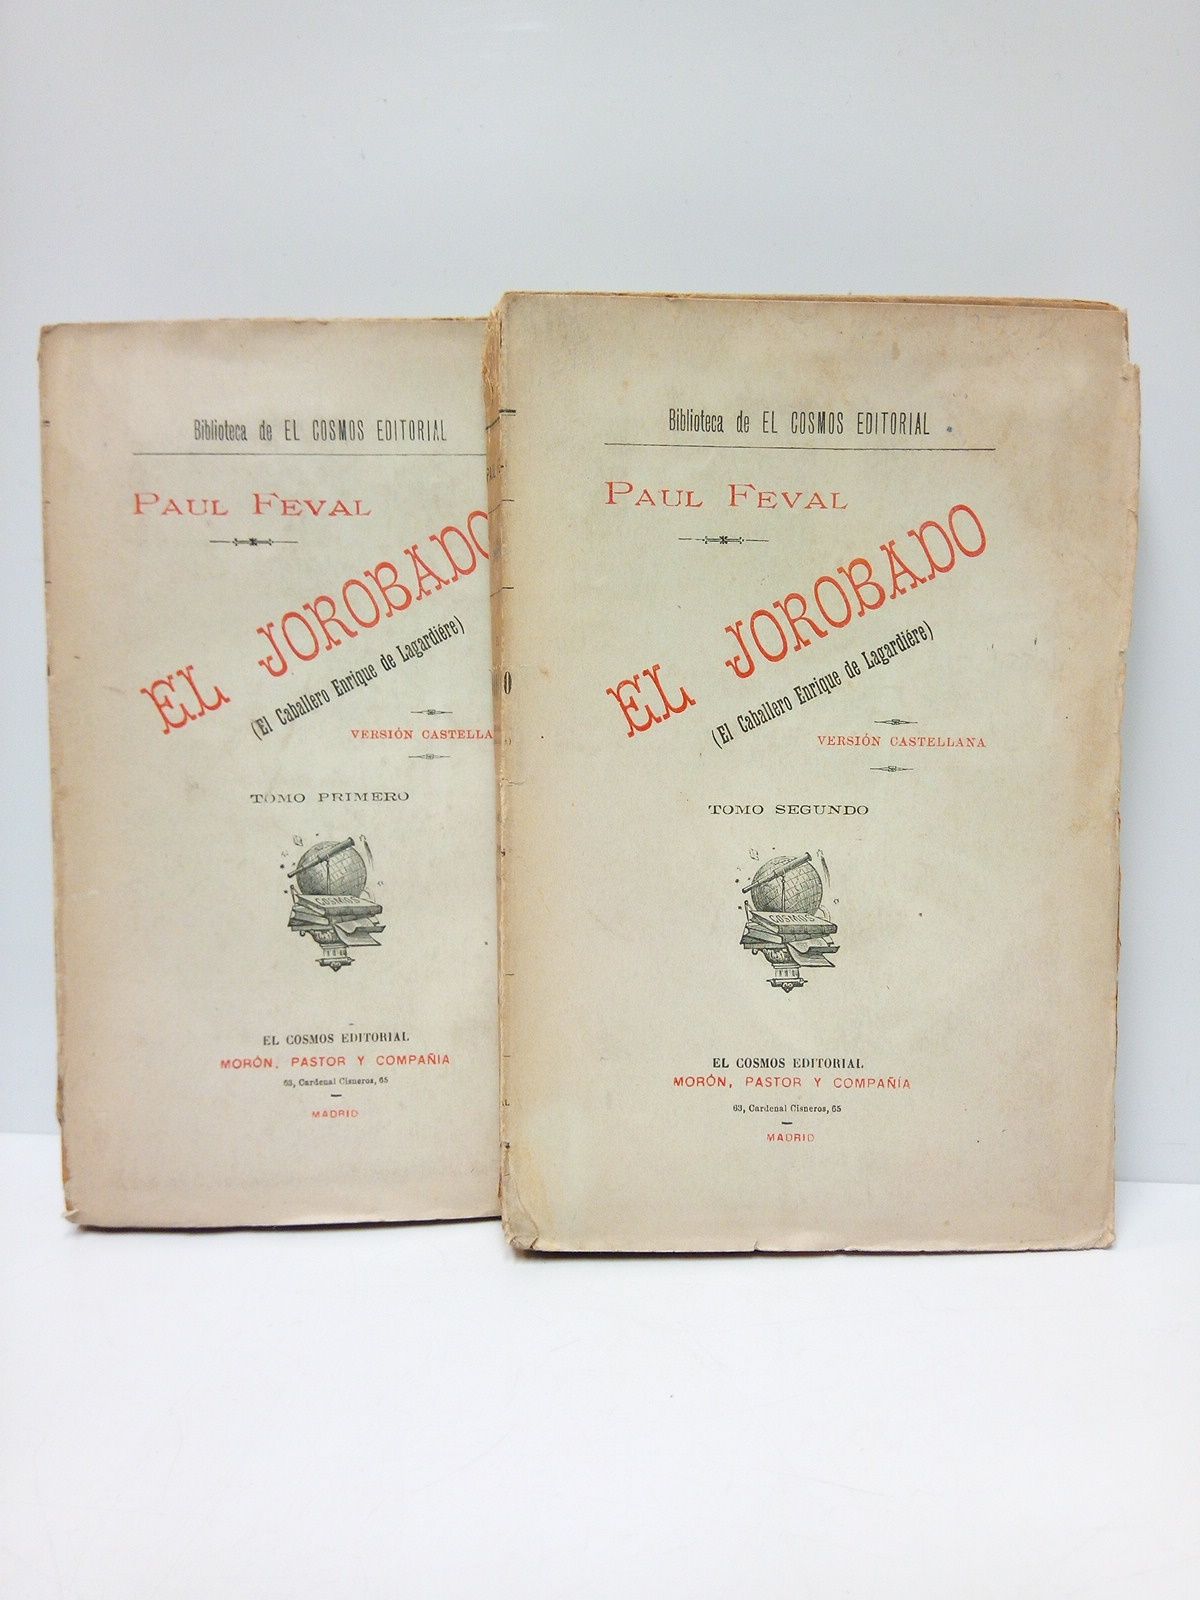 Biblioteca de EL COSMOS EDITORIAL
PAUL FEVAL
EL JOROBADO
(El Caballero Enrique de Lagardiére)
VERSIÓN CASTELLA
TOMO PRIMERO
COSMOS
EL COSMOS EDITORIAL
MORÓN, PASTOR Y COMPAÑIA
63, Cardenal Cisneros, 65
MADRID
Biblioteca de EL COSMOS EDITORIAL
PAUL FEVAL
EL JOROBADO
(El Caballero Enrique de Lagardiére)
VERSIÓN CASTELLANA
TOMO SEGUNDO
COSMOS
EL COSMOS EDITORIAL
MORÓN, PASTOR Y COMPAÑÍA
63, Cardenal Cisneros, 65
MADRID